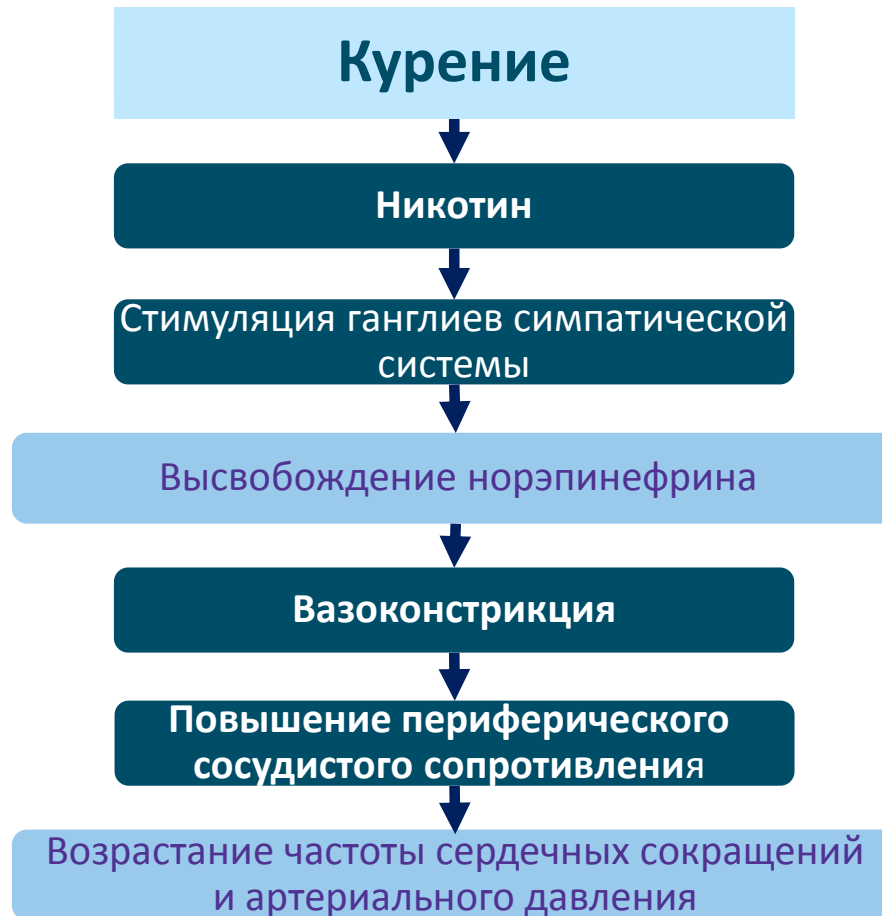 Курение
Никотин
Стимуляция ганглиев симпатической
системы
Высвобождение норэпинефрина
Вазоконстрикция
Повышение периферического
сосудистого сопротивления
Возрастание частоты сердечных сокращений
и артериального давления